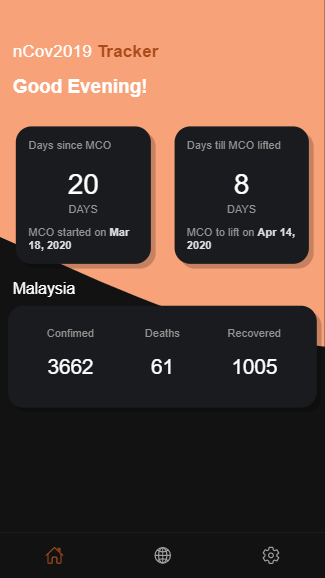 nCov2019 Tracker
Good Evening!
Days since MCO
20
DAYS
MCO started on Mar
18, 2020
Days till MCO lifted
8
DAYS
MCO to lift on Apr 14,
2020
Malaysia
Confimed Deaths Recovered
3662 61 1005